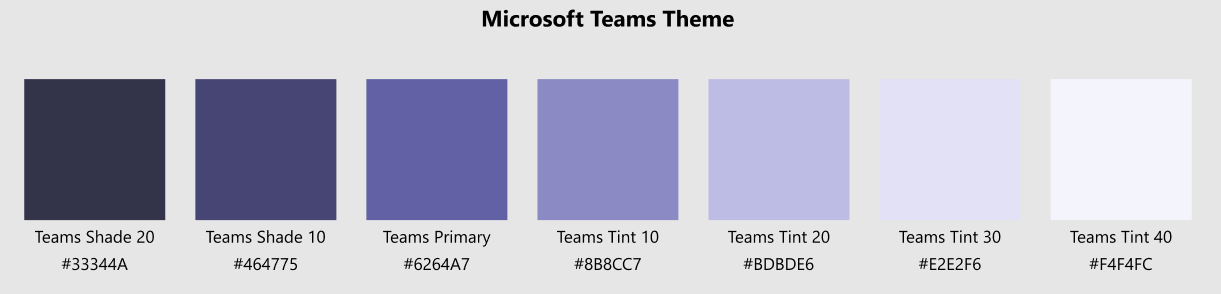 Microsoft Teams Theme
Teams Shade 20
#33344A
Teams Shade 10
#464775
Teams Primary
#6264A7
Teams Tint 10
#8B8CC7
Teams Tint 20
#BDBDE6
Teams Tint 30
#E2E2F6
Teams Tint 40
#F4F4FC